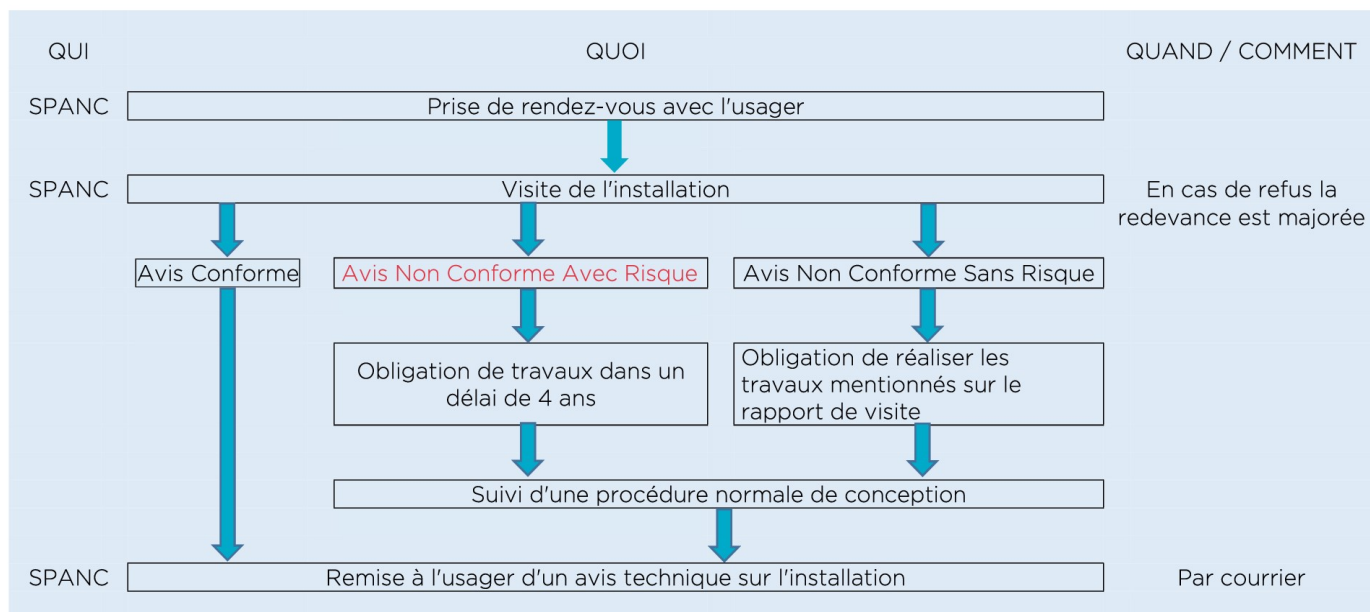 QUI
QUOI
QUAND / COMMENT
SPANC
Prise de rendez-vous avec l'usager
SPANC
Visite de l'installation
En cas de refus la
redevance est majorée
Avis Conforme
Avis Non Conforme Avec Risque
Avis Non Conforme Sans Risque
Obligation de travaux dans un
délai de 4 ans
Obligation de réaliser les
travaux mentionnés sur le
rapport de visite
Suivi d'une procédure normale de conception
SPANC
Remise à l'usager d'un avis technique sur l'installation
Par courrier